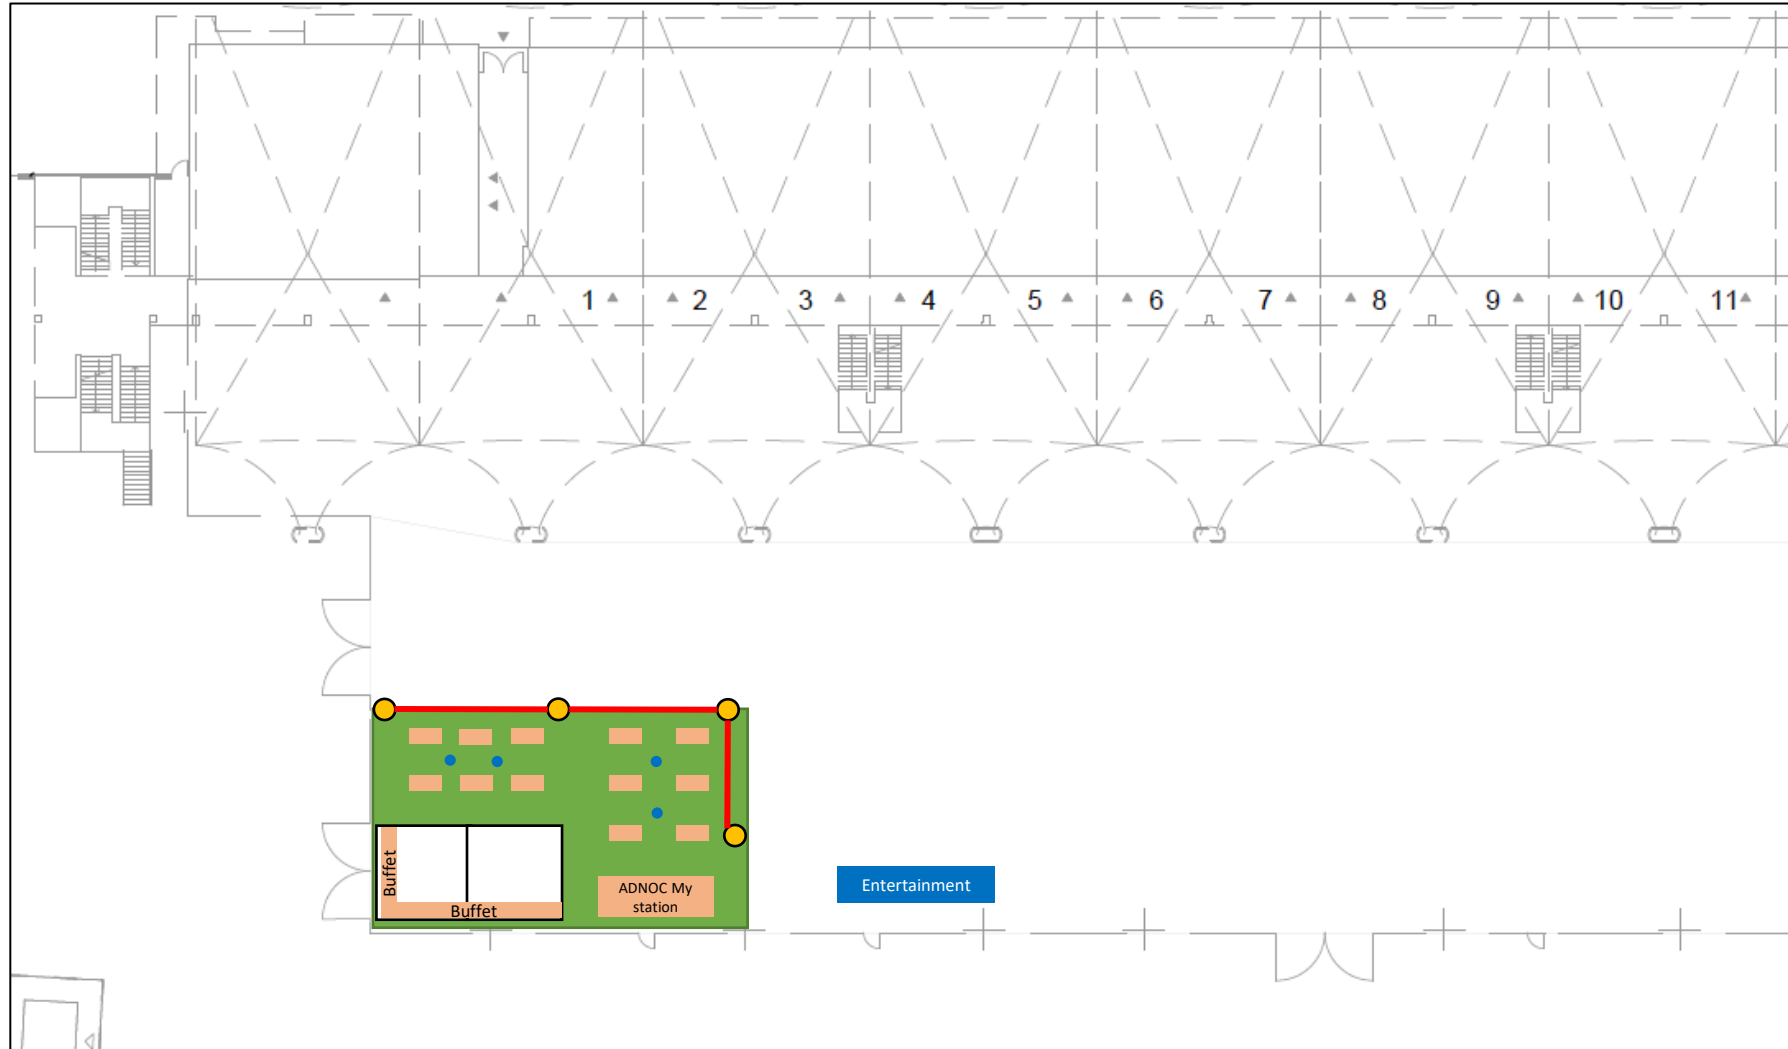 1 2 3 4 5 6 7 8 9 10 11
Buffet
Buffet
ADNOC My
station
Entertainment